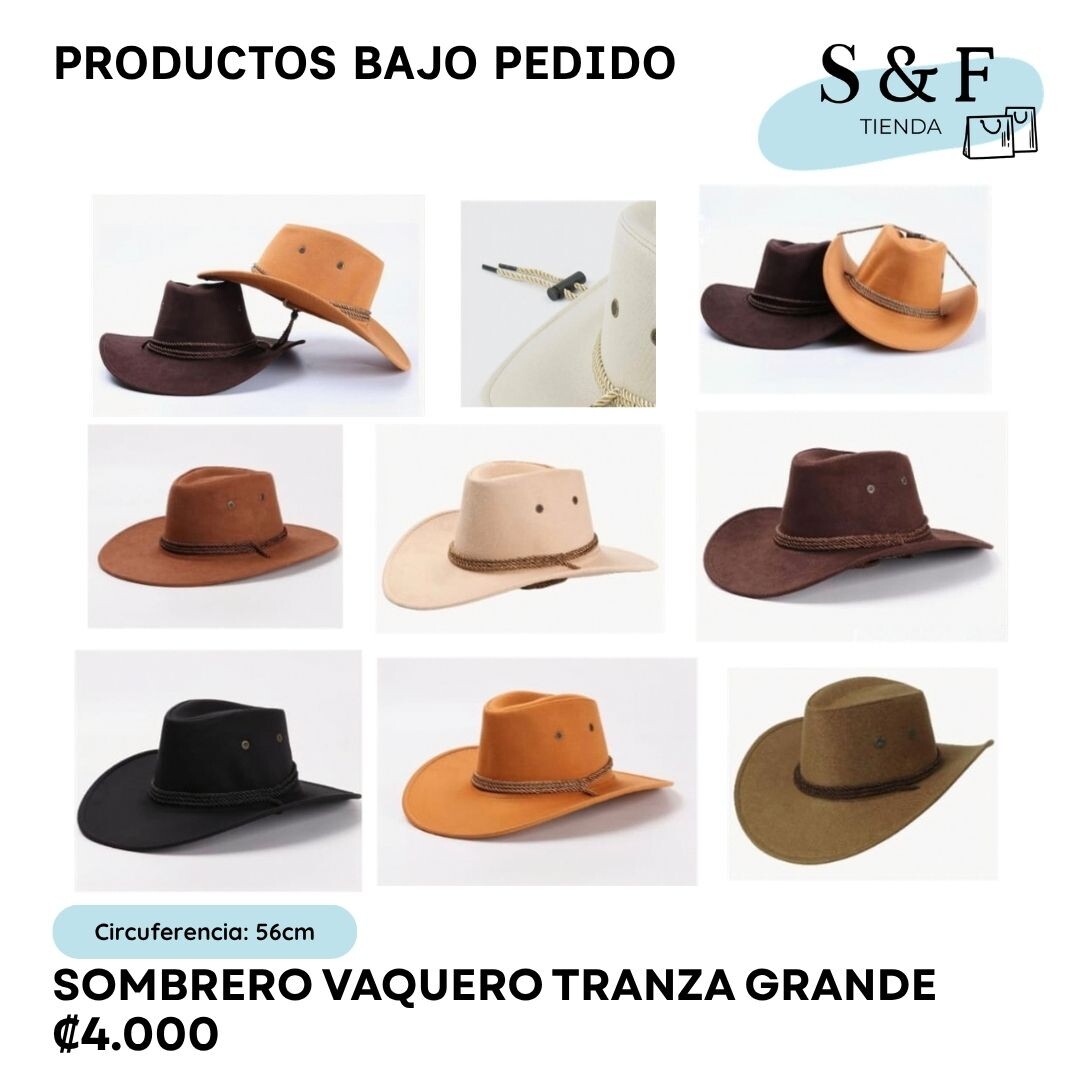 PRODUCTOS BAJO PEDIDO
S & F
TIENDA
Circuferencia: 56cm
SOMBRERO VAQUERO TRANZA GRANDE
₡4.000